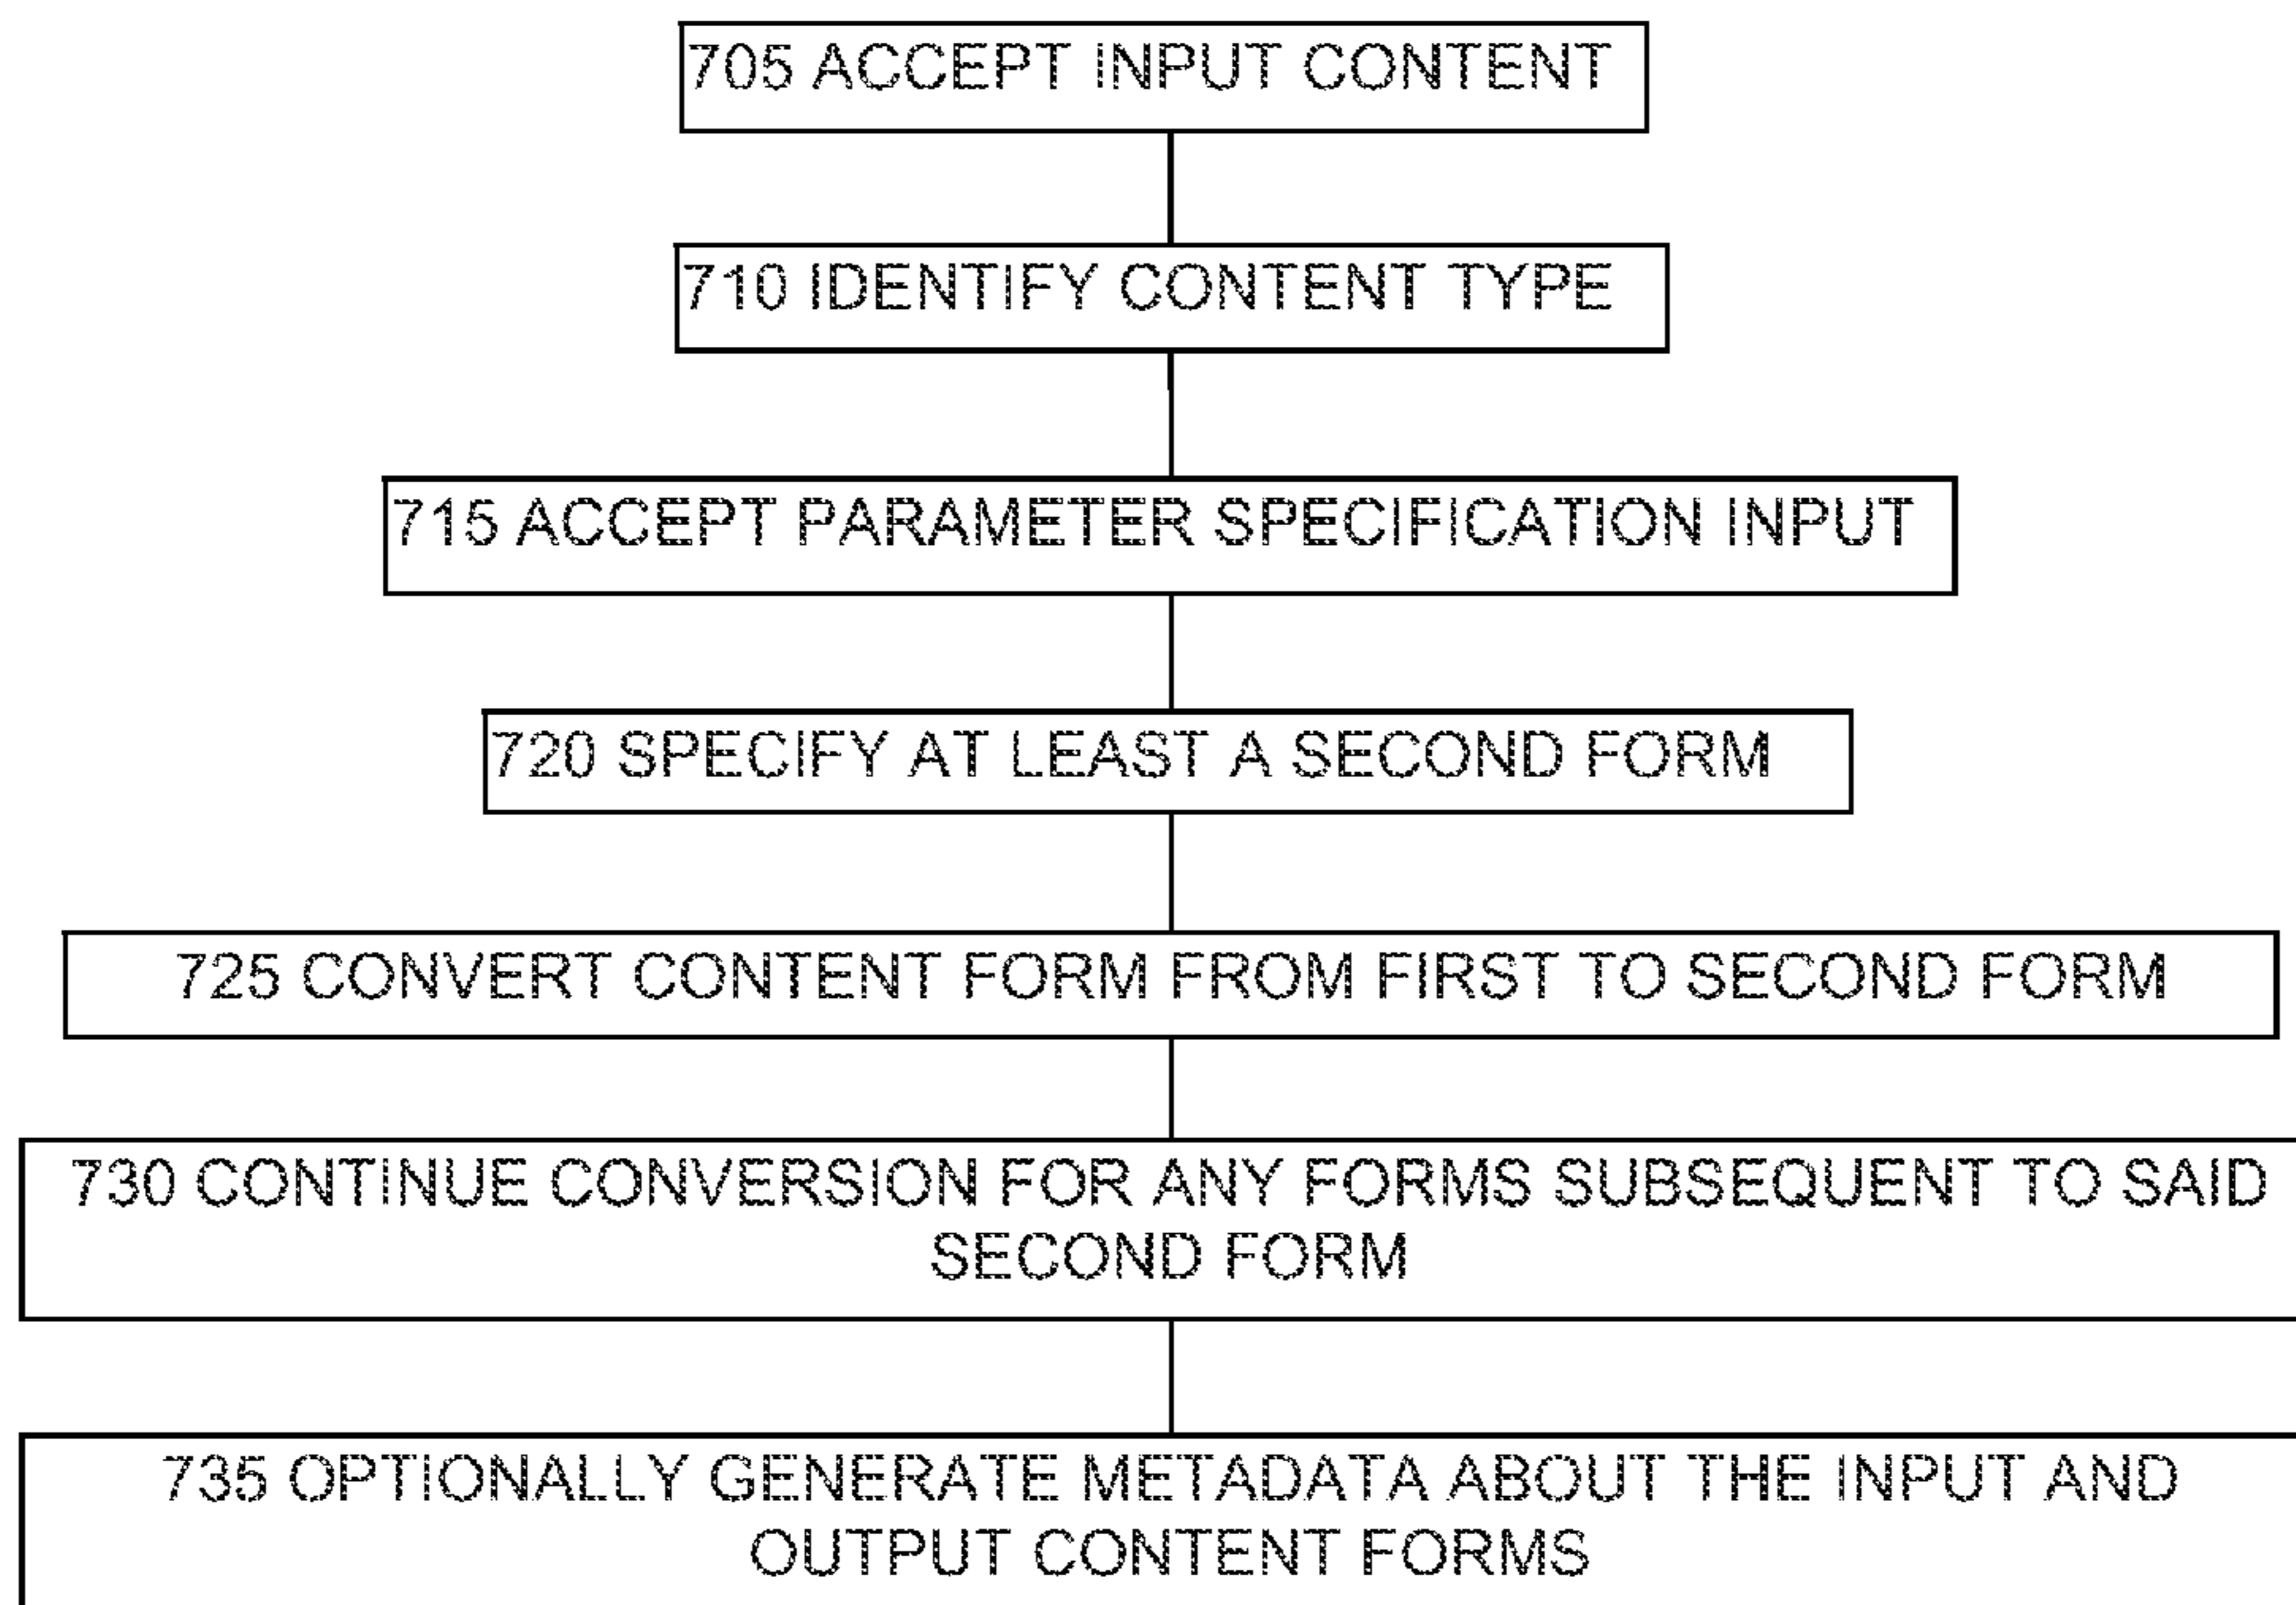 705 ACCEPT INPUT CONTENT
710 IDENTIFY CONTENT TYPE
715 ACCEPT PARAMETER SPECIFICATION INPUT
720 SPECIFY AT LEAST A SECOND FORM
725 CONVERT CONTENT FORM FROM FIRST TO SECOND FORM
730 CONTINUE CONVERSION FOR ANY FORMS SUBSEQUENT TO SAID
SECOND FORM
735 OPTIONALLY GENERATE METADATA ABOUT THE INPUT AND
OUTPUT CONTENT FORMS